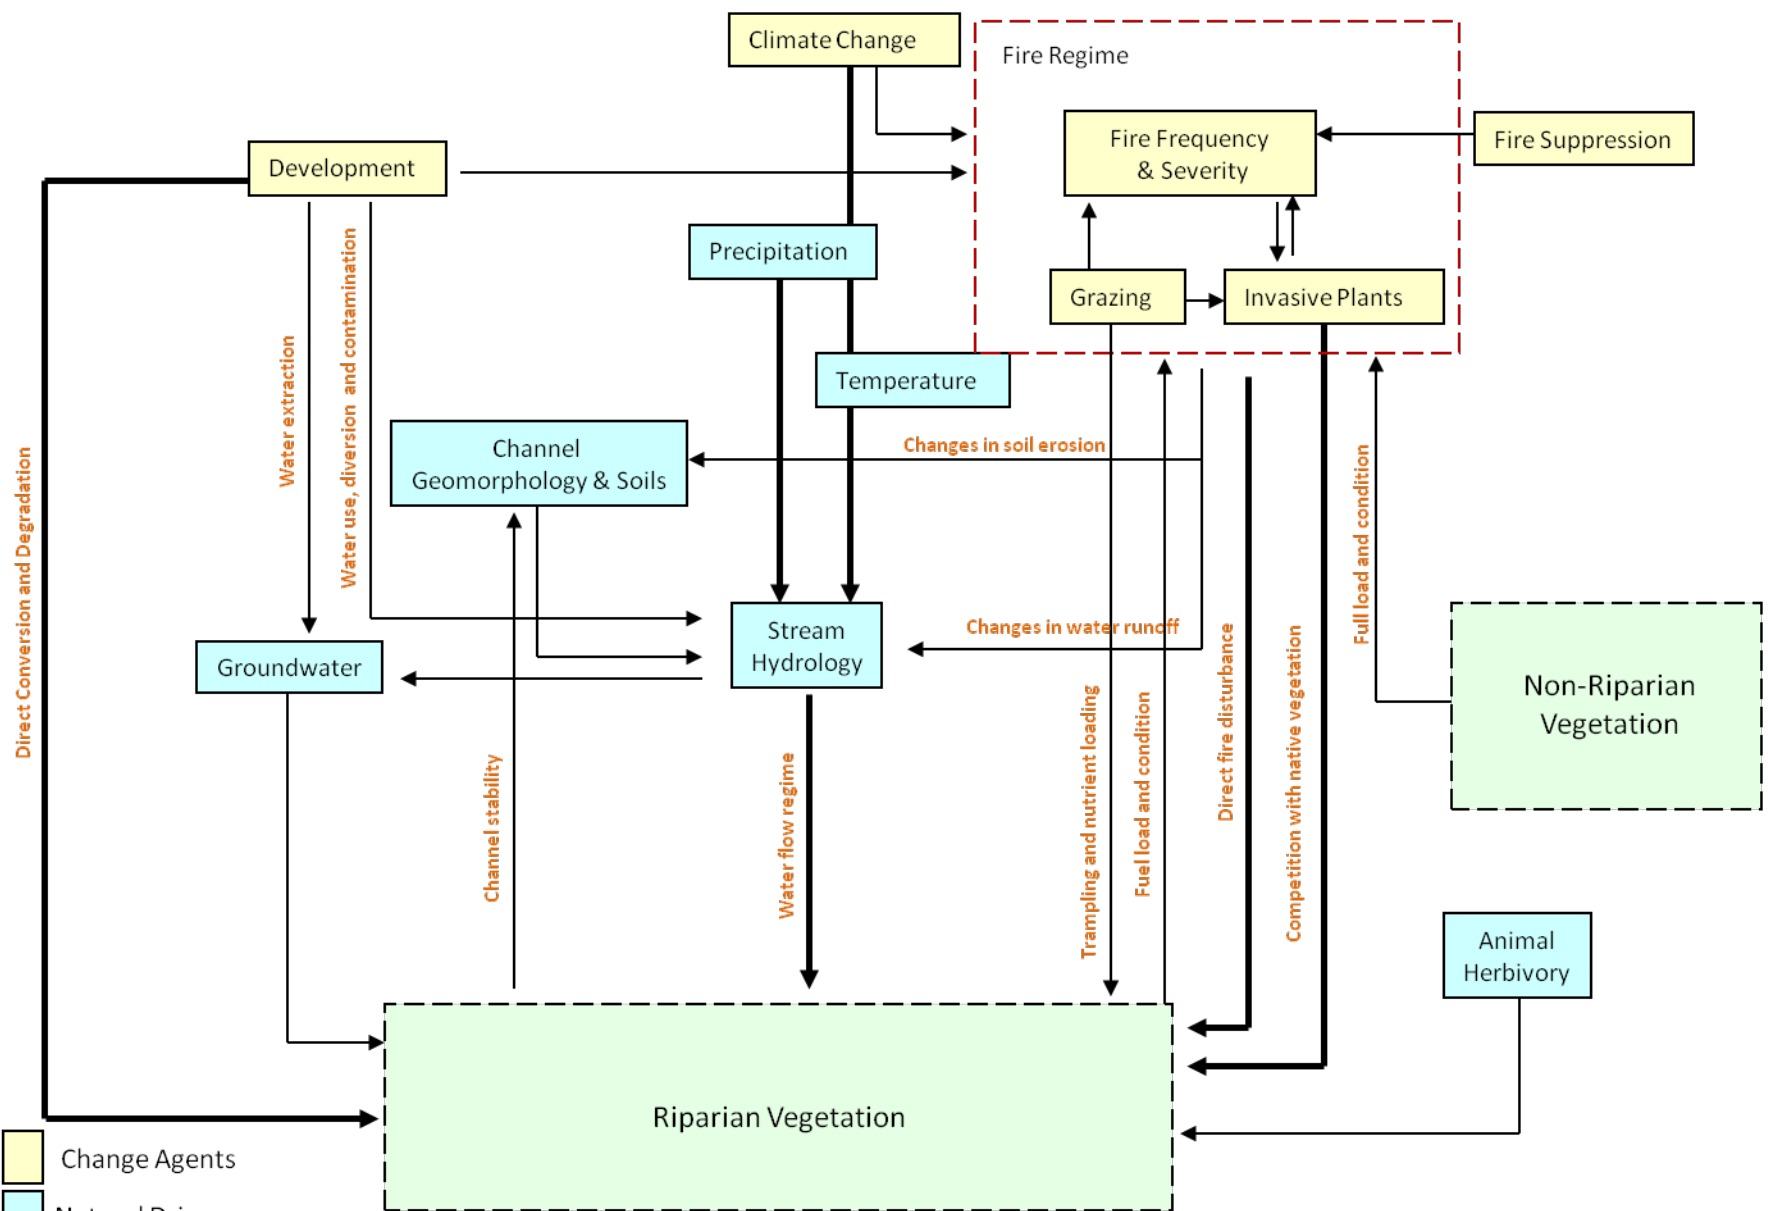 Climate Change
Fire Regime
Fire Frequency
& Severity
Fire Suppression
Development
Precipitation
Grazing
Invasive Plants
Temperature
Channel
Geomorphology & Soils
Changes in soil erosion
Water extraction
Water use, diversion and contamination
Direct Conversion and Degradation
Full load and condition
Stream
Hydrology
Changes in water runoff
Groundwater
Non-Riparian
Vegetation
Channel stability
Water flow regime
Trampling and nutrient loading
Fuel load and condition
Direct fire disturbance
Competition with native vegetation
Animal
Herbivory
Riparian Vegetation
Change Agents
Natural